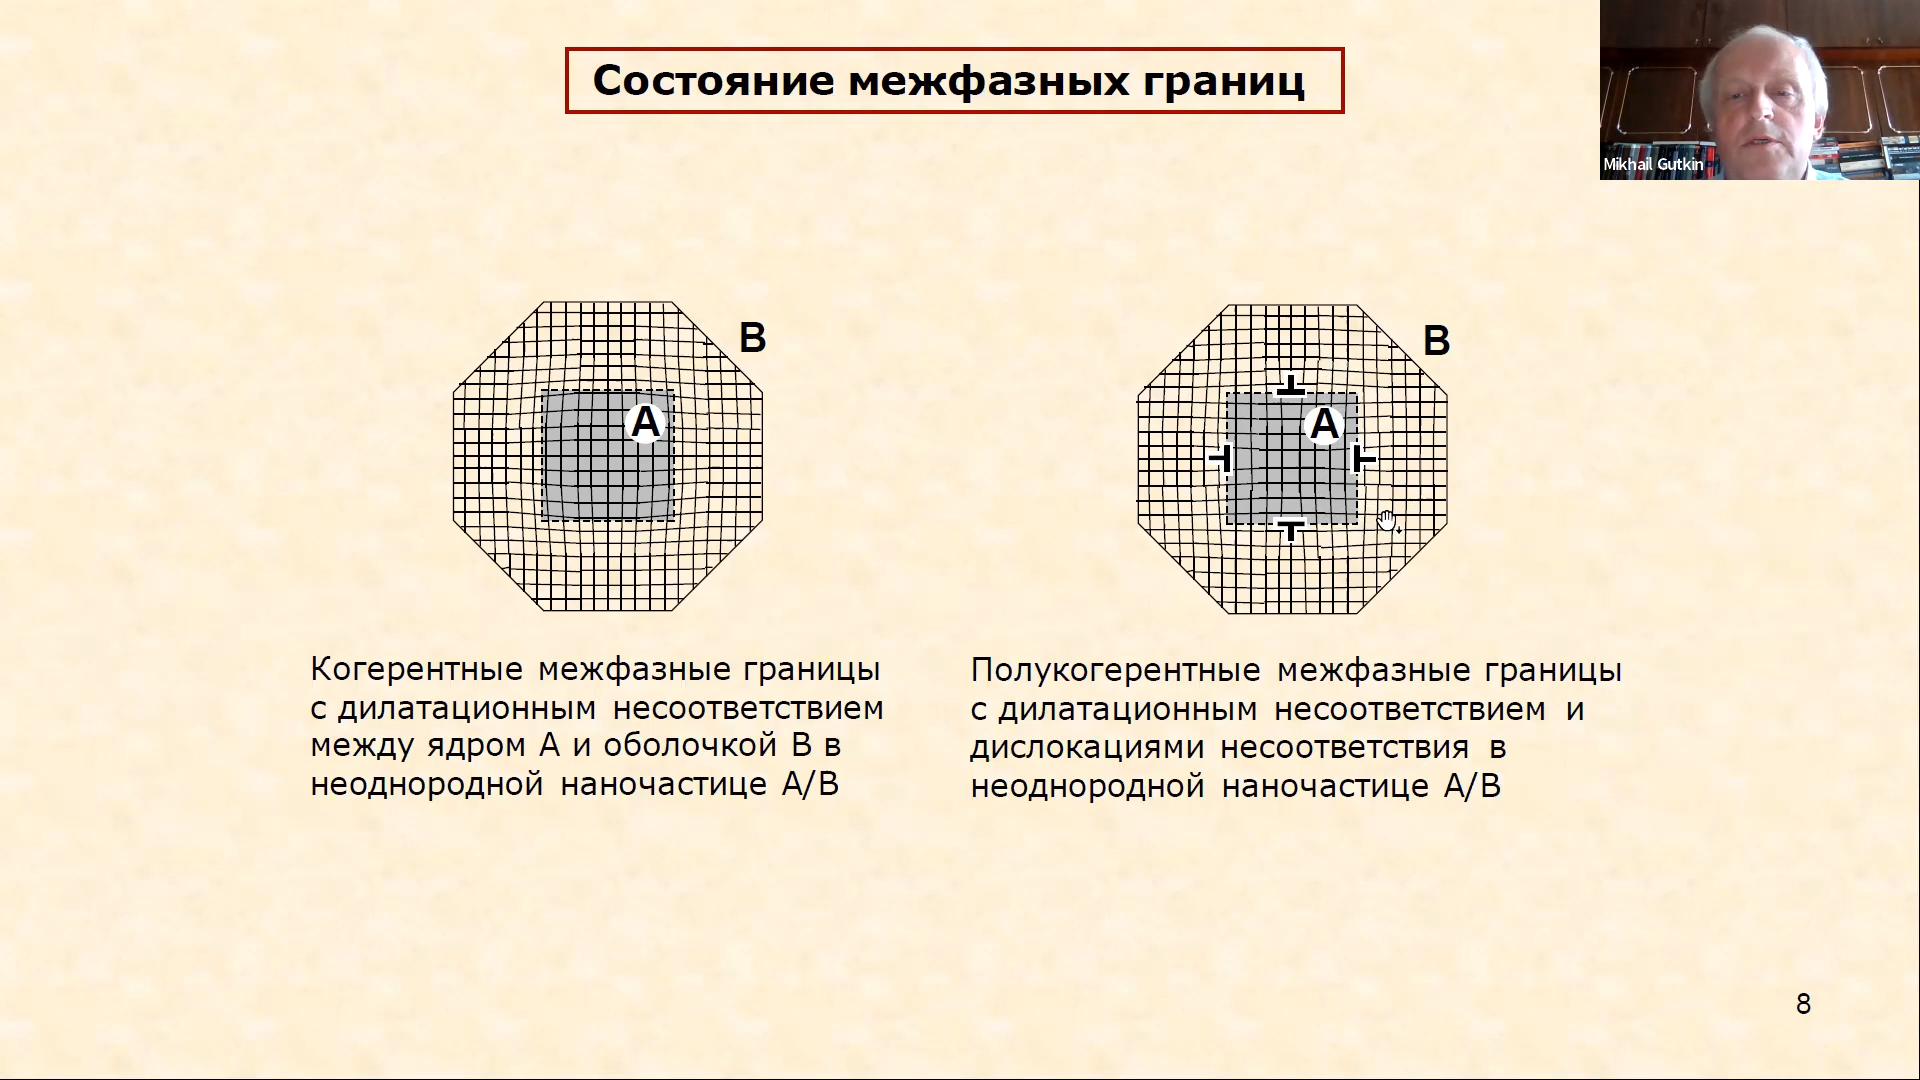 Состояние межфазных границ
Mikhail Gutkin
B
A
B
A
Когерентные межфазные границы
с дилатационным несоответствием
между ядром А и оболочкой В в
неоднородной наночастице А/В
Полукогерентные межфазные границы
с дилатационным несоответствием и
дислокациями несоответствия в
неоднородной наночастице А/В
8